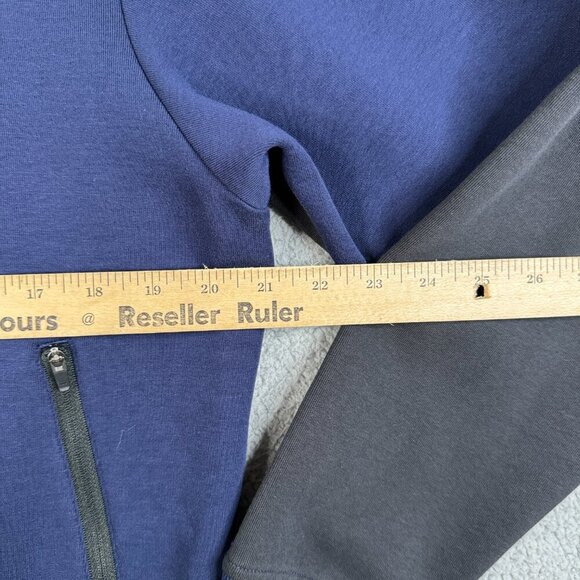 17 18 19 20 21 22 23 24 25 26
ours @ Reseller Ruler